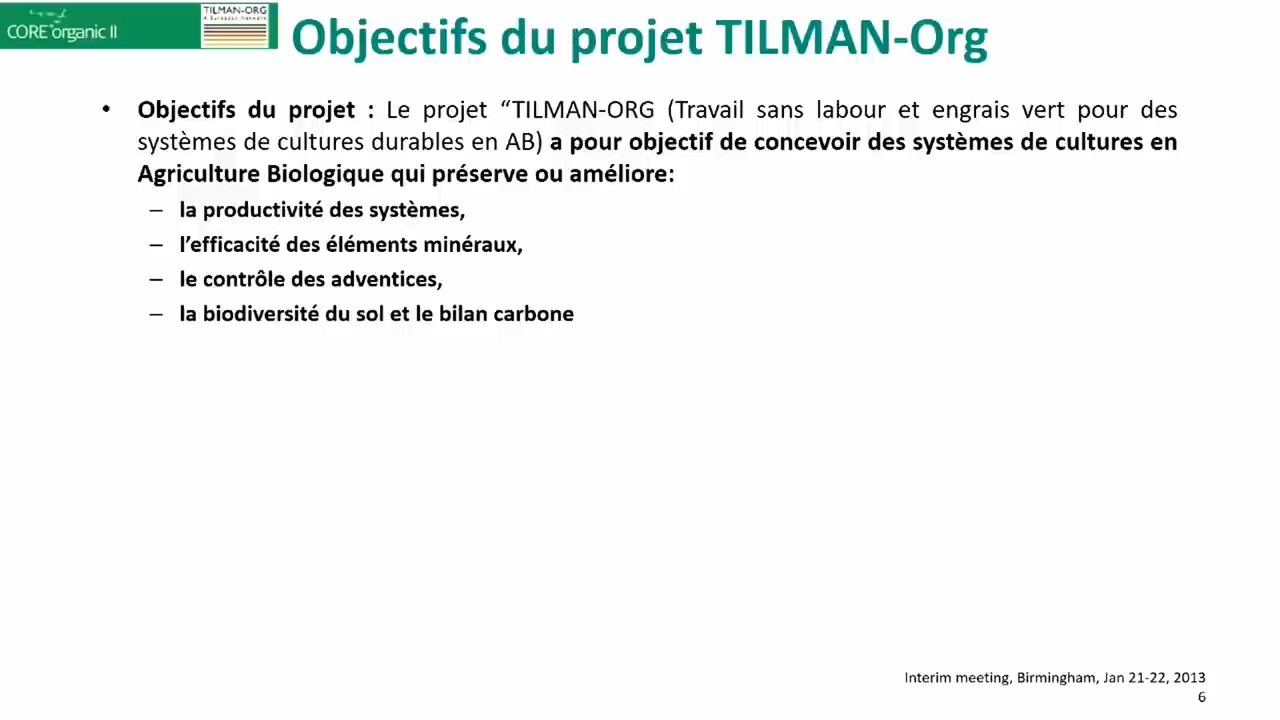 CORE organic II
TILMAN-ORG
Objectifs du projet TILMAN-Org
• Objectifs du projet : Le projet “TILMAN-ORG (Travail sans labour et engrais vert pour des
systèmes de cultures durables en AB) a pour objectif de concevoir des systèmes de cultures en
Agriculture Biologique qui préserve ou améliore:
– la productivité des systèmes,
– l’efficacité des éléments minéraux,
– le contrôle des adventices,
– la biodiversité du sol et le bilan carbone
Interim meeting, Birmingham, Jan 21-22, 2013
6